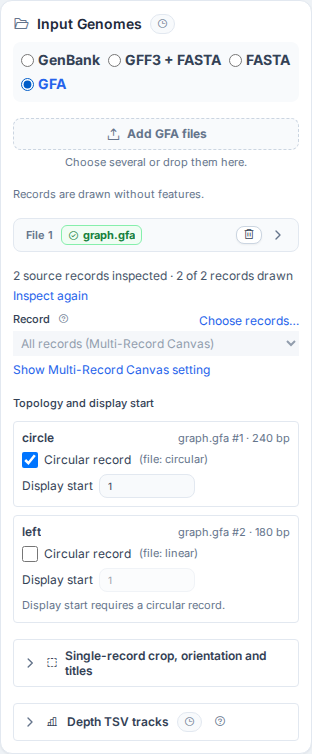 Input Genomes
GenBank GFF3 + FASTA FASTA
GFA
Add GFA files
Choose several or drop them here.
Records are drawn without features.
File 1 graph.gfa
2 source records inspected · 2 of 2 records drawn
Inspect again
Record Choose records...
All records (Multi-Record Canvas)
Show Multi-Record Canvas setting
Topology and display start
circle graph.gfa #1 · 240 bp
Circular record (file: circular)
Display start 1
left graph.gfa #2 · 180 bp
Circular record (file: linear)
Display start 1
Display start requires a circular record.
Single-record crop, orientation and
titles
Depth TSV tracks